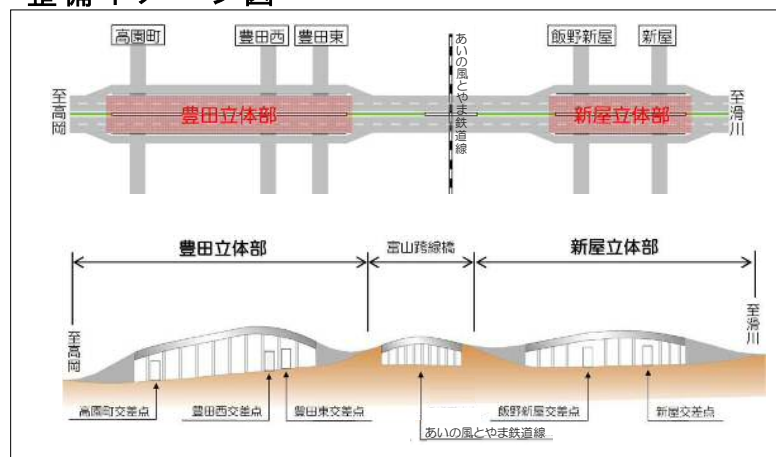 整備イメージ図
高園町
豊田西
豊田東
飯野新屋
新屋
至高岡
豊田立体部
あいの風とやま鉄道線
新屋立体部
至滑川
豊田立体部
富山跨線橋
新屋立体部
至高岡
至滑川
高園町交差点
豊田西交差点
豊田東交差点
飯野新屋交差点
新屋交差点
あいの風とやま鉄道線